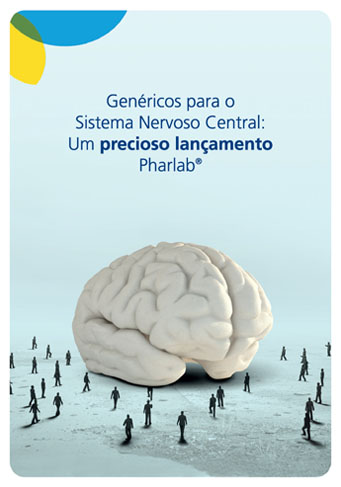 Genéricos para o
Sistema Nervoso Central:
Um precioso lançamento
Pharlab®